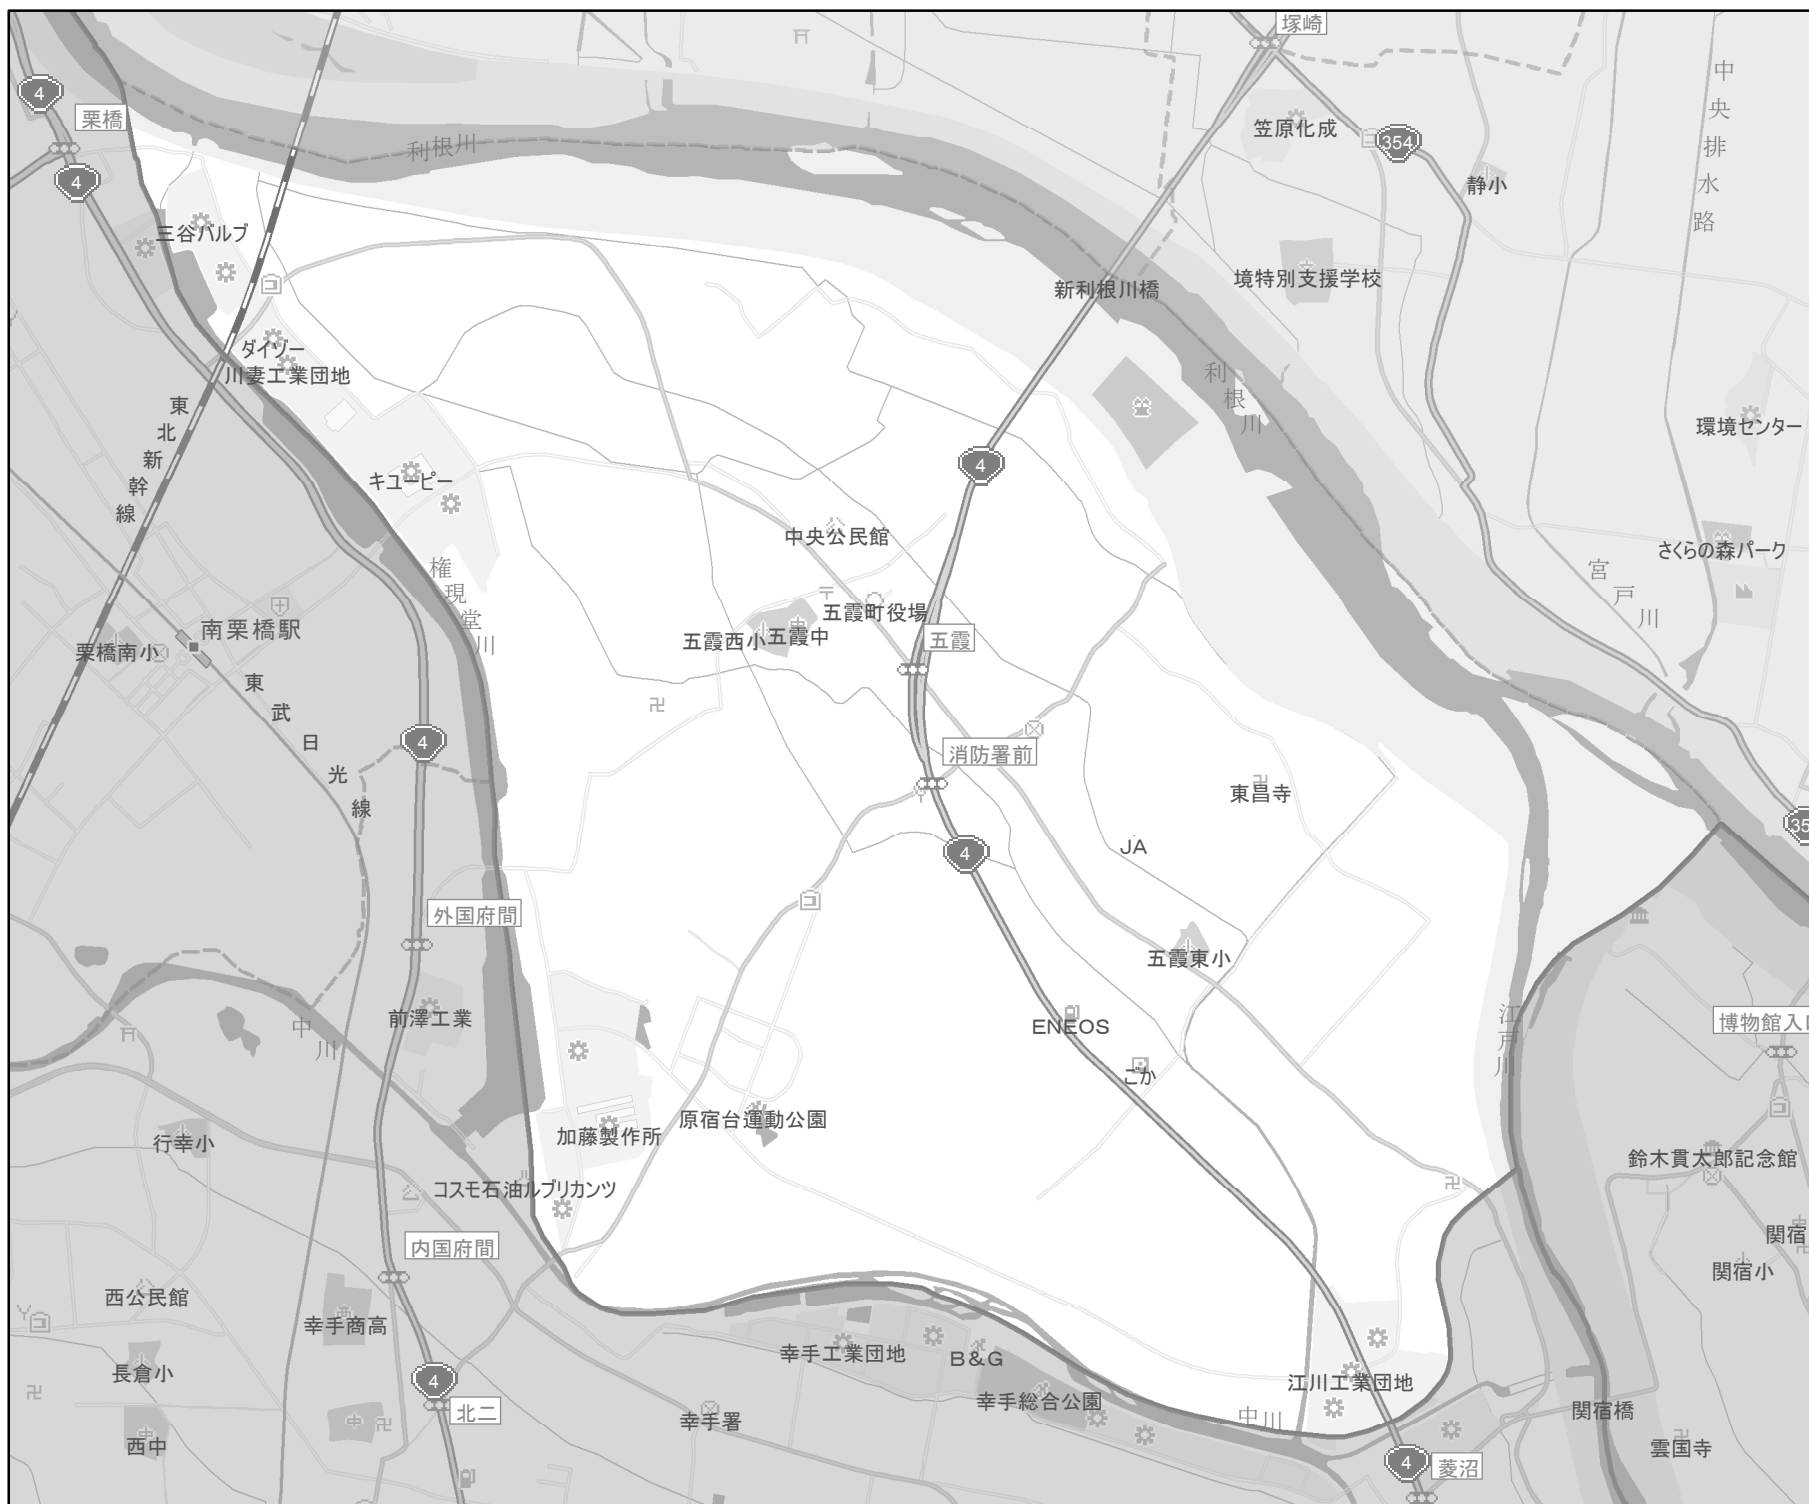 塚崎
4
栗橋
中央排水路
利根川
笠原化成
354
4
静小
三谷バルブ
境特別支援学校
新利根川橋
ダイゾー
川妻工業団地
利根川
東北新幹線
環境センター
4
キューピー
中央公民館
さくらの森パーク
権現堂川
宮戸川
五霞町役場
南栗橋駅
五霞西小
五霞中
五霞
栗橋南小
東武日光線
4
消防署前
東昌寺
354
JA
4
外国府間
五霞東小
前澤工業
中川
ENEOS
江戸川
博物館入口
ごか
原宿台運動公園
加藤製作所
行幸小
鈴木貫太郎記念館
コスモ石油ルブリカンツ
内国府間
関宿
関宿小
西公民館
幸手商高
幸手工業団地
B&G
長倉小
4
江川工業団地
幸手総合公園
北二
幸手署
中川
関宿橋
西中
雲国寺
4
菱沼